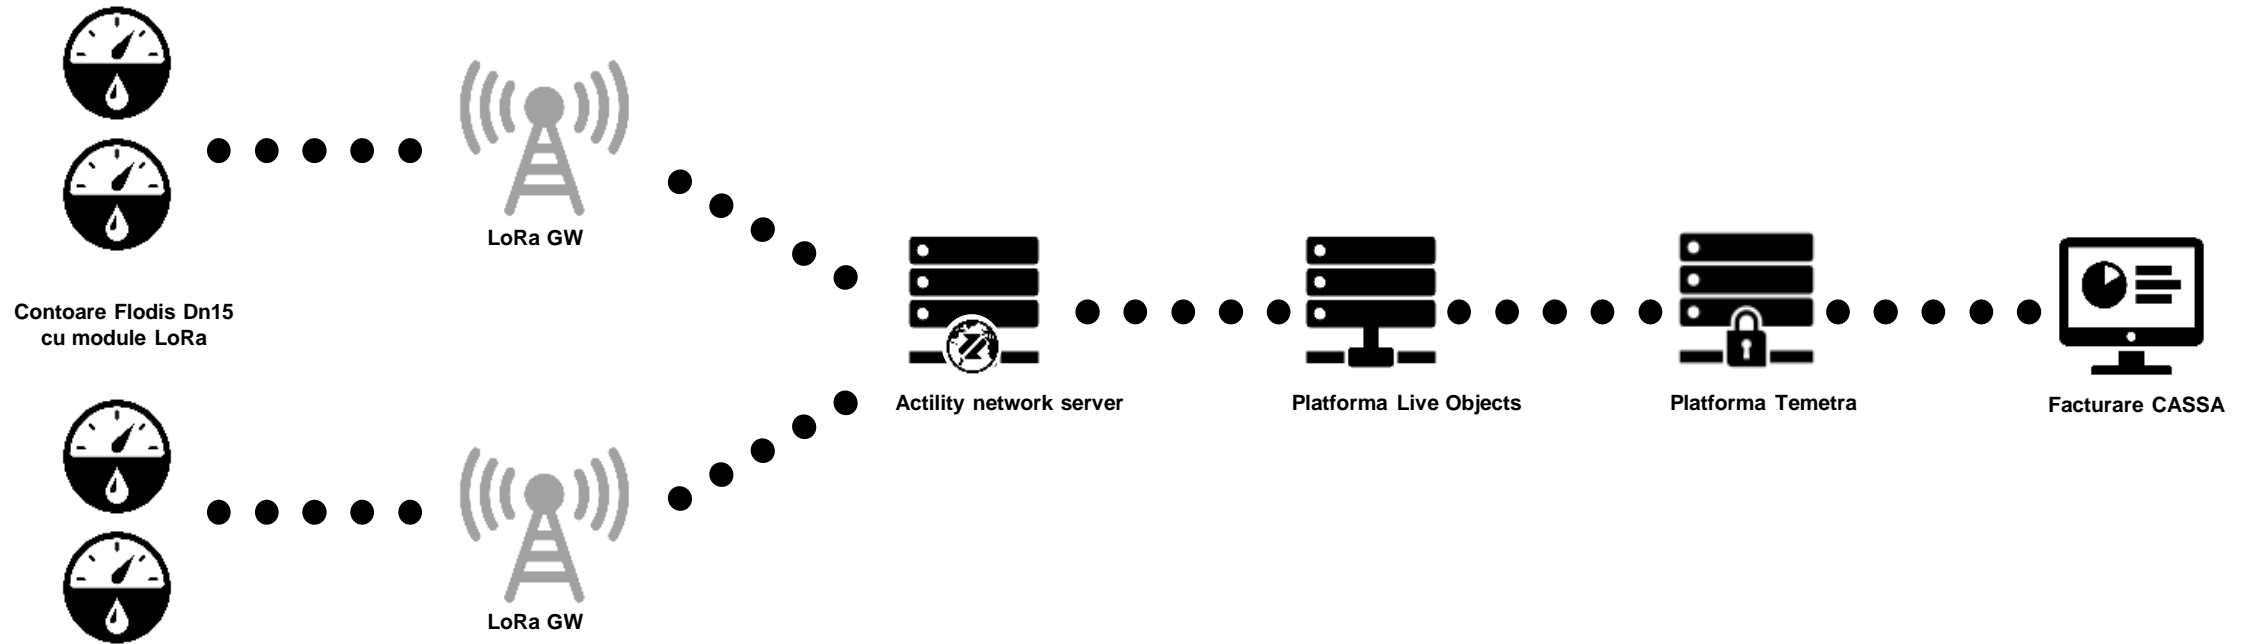 LoRa GW
Contoare Flodis Dn15
cu module LoRa
Actility network server
Platforma Live Objects
Platforma Temetra
Facturare CASSA
LoRa GW